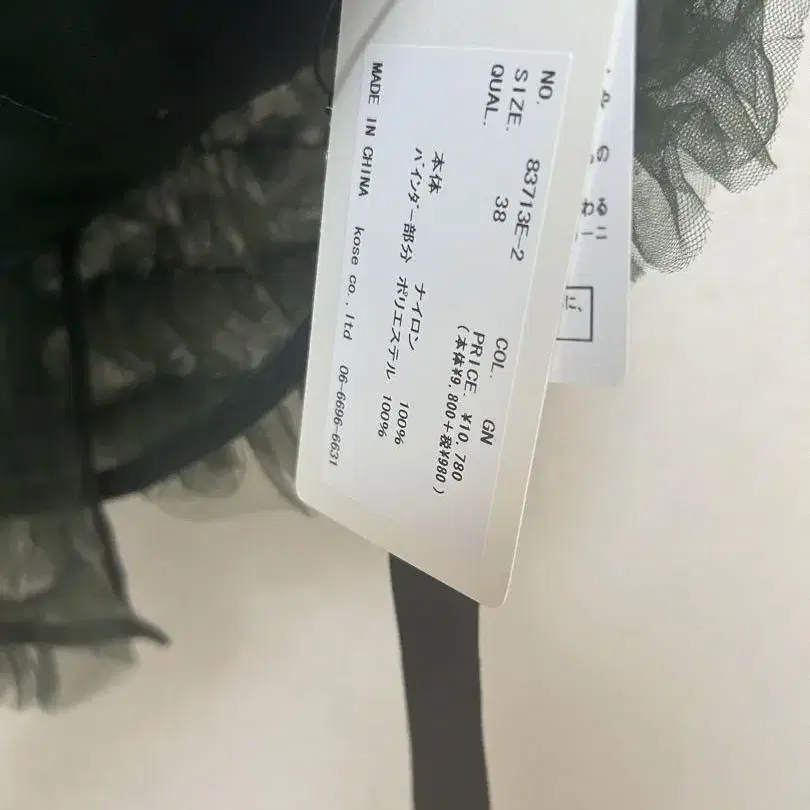 NO. 83713E-2 COL. GN
SIZE. 38 PRICE. ¥10,780
QUAL. (本体¥9,800+税¥980)
本体 ナイロン 100%
バインダー部分 ポリエステル 100%
MADE IN CHINA kose co.,ltd 06-6696-6631